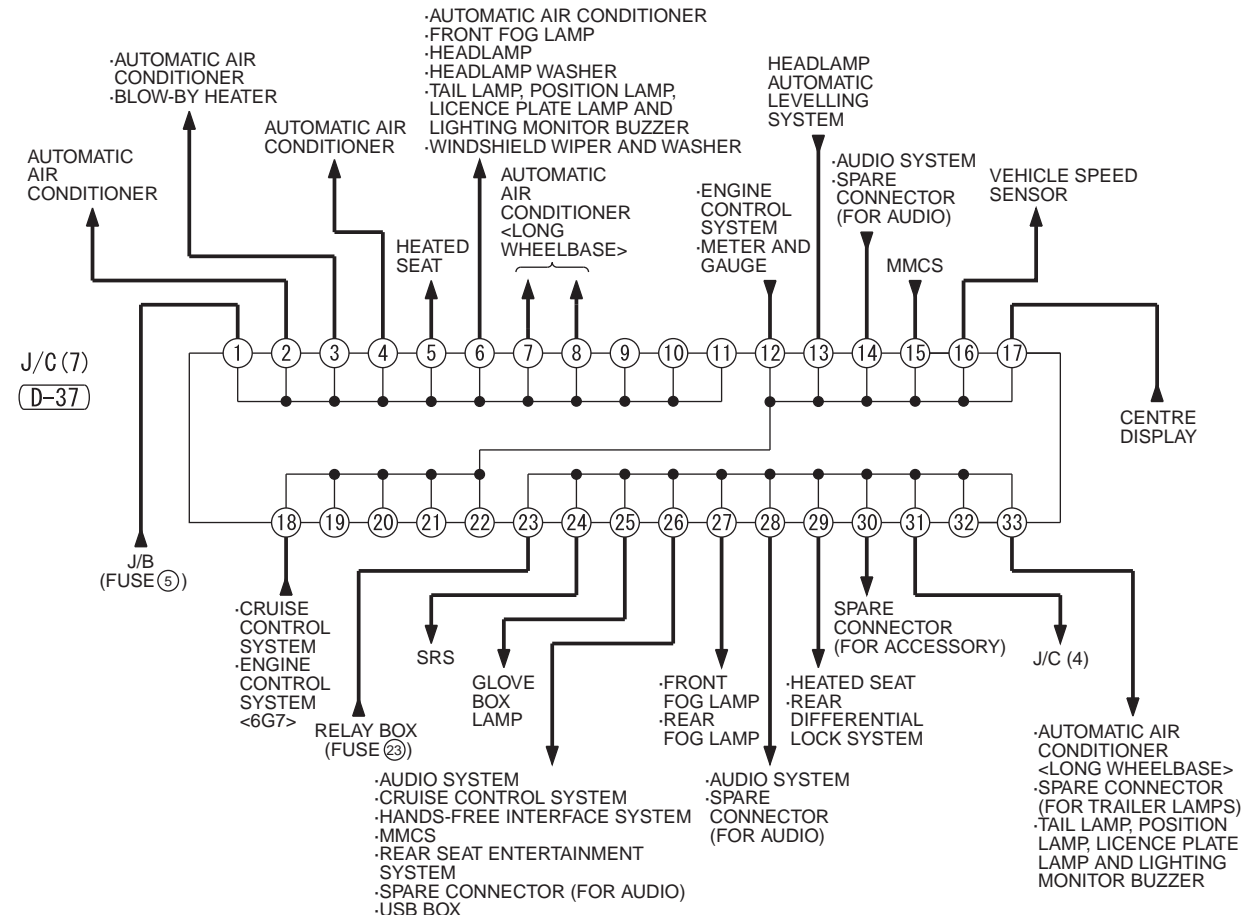 ·AUTOMATIC AIR CONDITIONER
·FRONT FOG LAMP
·HEADLAMP
·HEADLAMP WASHER
·TAIL LAMP, POSITION LAMP,
LICENCE PLATE LAMP AND
LIGHTING MONITOR BUZZER
·WINDSHIELD WIPER AND WASHER
·AUTOMATIC AIR
CONDITIONER
·BLOW-BY HEATER
HEADLAMP
AUTOMATIC
LEVELLING
SYSTEM
AUTOMATIC AIR
CONDITIONER
AUTOMATIC
AIR
CONDITIONER
AUTOMATIC
AIR
CONDITIONER
<LONG
WHEELBASE>
·AUDIO SYSTEM
·SPARE
CONNECTOR
(FOR AUDIO)
VEHICLE SPEED
SENSOR
·ENGINE
CONTROL
SYSTEM
·METER AND
GAUGE
HEATED
SEAT
MMCS
J/C (7)
D-37
1 2 3 4 5 6 7 8 9 10 11 12 13 14 15 16 17
CENTRE
DISPLAY
18 19 20 21 22 23 24 25 26 27 28 29 30 31 32 33
J/B
(FUSE 5)
·CRUISE
CONTROL
SYSTEM
·ENGINE
CONTROL
SYSTEM
<6G7>
RELAY BOX
(FUSE 23)
SRS
GLOVE
BOX
LAMP
·AUDIO SYSTEM
·CRUISE CONTROL SYSTEM
·HANDS-FREE INTERFACE SYSTEM
·MMCS
·REAR SEAT ENTERTAINMENT
SYSTEM
·SPARE CONNECTOR (FOR AUDIO)
·USB BOX
·FRONT
FOG LAMP
·REAR
FOG LAMP
·AUDIO SYSTEM
·SPARE
CONNECTOR
(FOR AUDIO)
·HEATED SEAT
·REAR
DIFFERENTIAL
LOCK SYSTEM
SPARE
CONNECTOR
(FOR ACCESSORY)
J/C (4)
·AUTOMATIC AIR
CONDITIONER
<LONG WHEELBASE>
·SPARE CONNECTOR
(FOR TRAILER LAMPS)
·TAIL LAMP, POSITION
LAMP, LICENCE PLATE
LAMP AND LIGHTING
MONITOR BUZZER